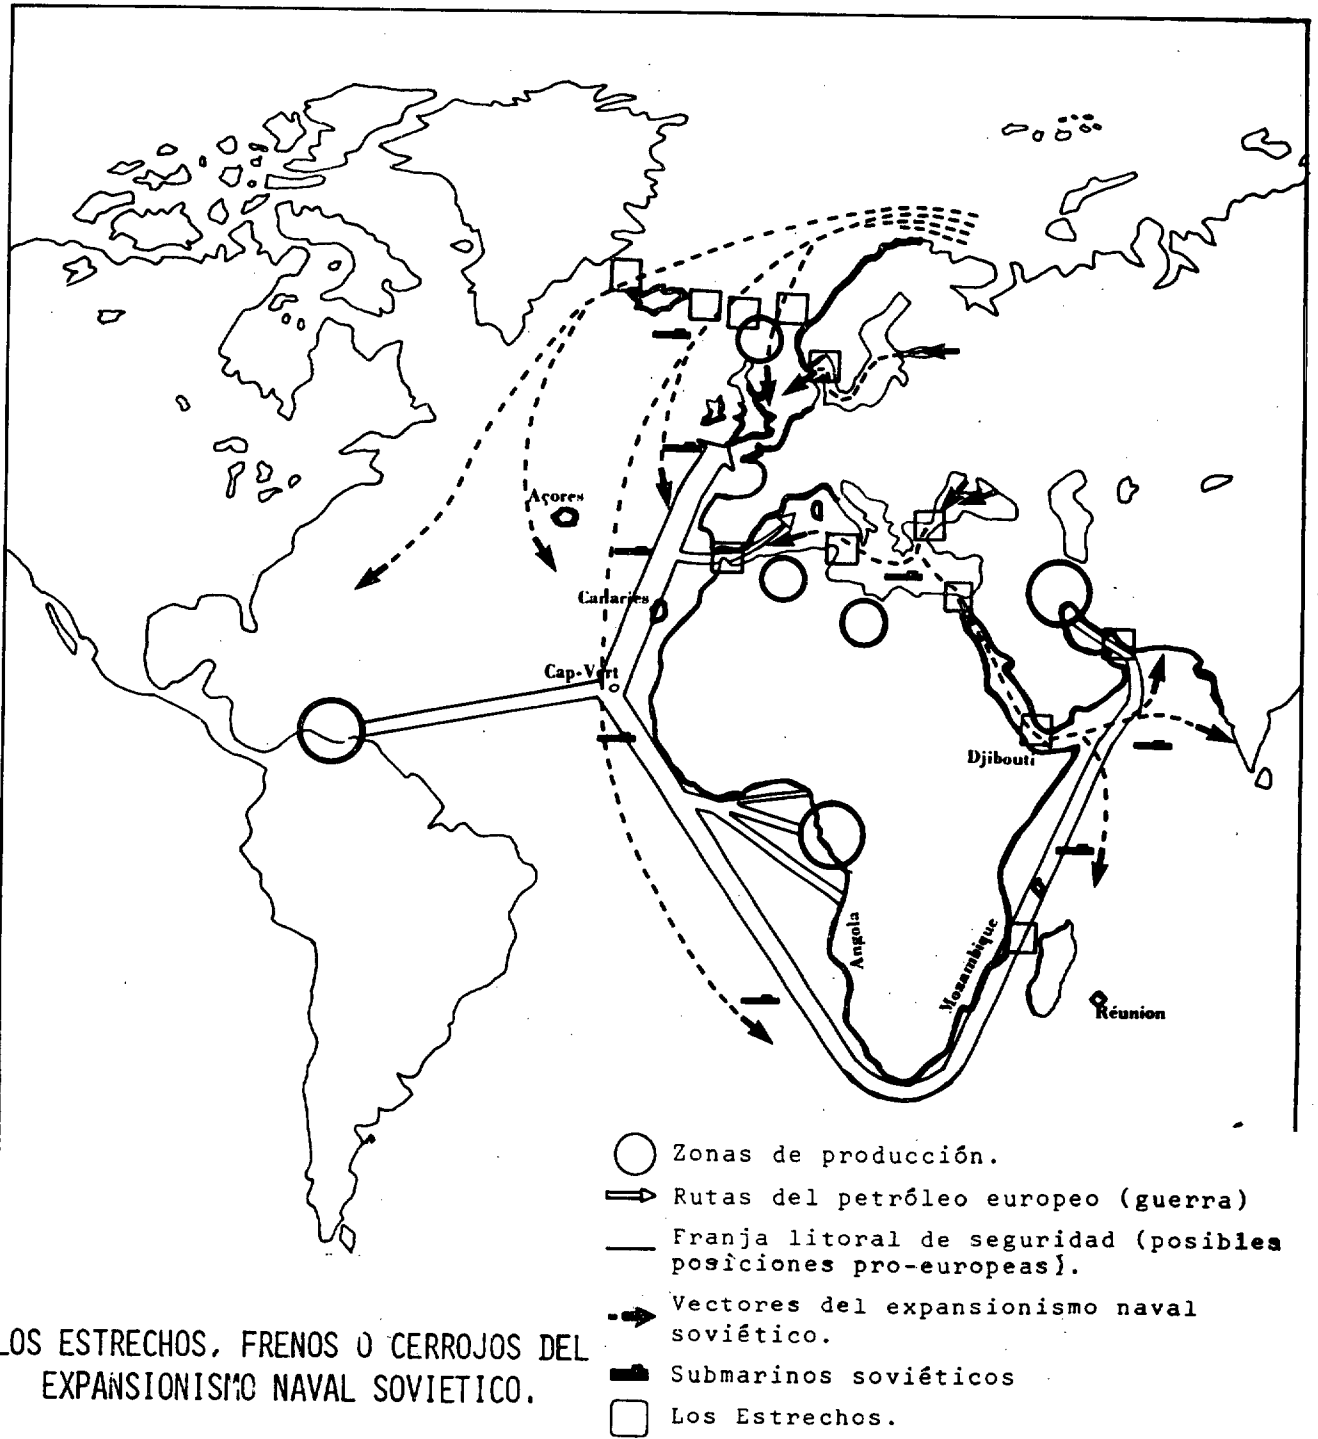 Açores
Canaries
Cap-Vert
Djibouti
Angola
Mozambique
Réunion
Zonas de producción.
Rutas del petróleo europeo (guerra)
Franja litoral de seguridad (posibles
posiciones pro-europeas).
Vectores del expansionismo naval
soviético.
Submarinos soviéticos
Los Estrechos.
LOS ESTRECHOS, FRENOS O CERROJOS DEL
EXPANSIONISMO NAVAL SOVIETICO.